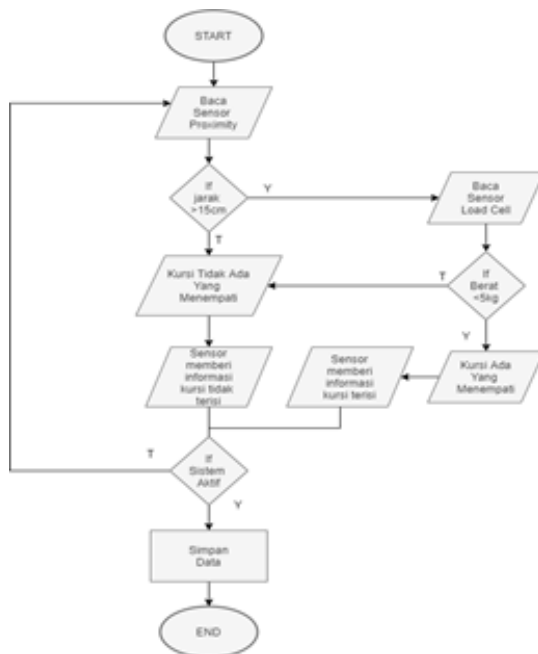 START
Baca
Sensor
Proximity
If
jarak
>15cm
Y
Baca
Sensor
Load Cell
T
Kursi Tidak Ada
Yang
Menempati
T
If
Berat
<5kg
Y
Sensor
memberi
informasi
kursi tidak
terisi
Sensor
memberi
informasi
kursi terisi
Kursi Ada
Yang
Menempati
T
If
Sistem
Aktif
Y
Simpan
Data
END